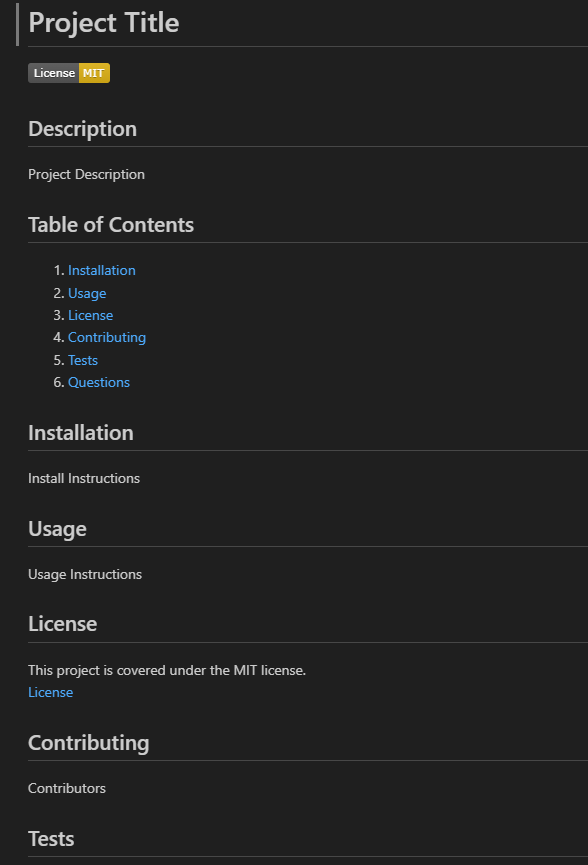 Project Title
License MIT
Description
Project Description
Table of Contents
1. Installation
2. Usage
3. License
4. Contributing
5. Tests
6. Questions
Installation
Install Instructions
Usage
Usage Instructions
License
This project is covered under the MIT license.
License
Contributing
Contributors
Tests